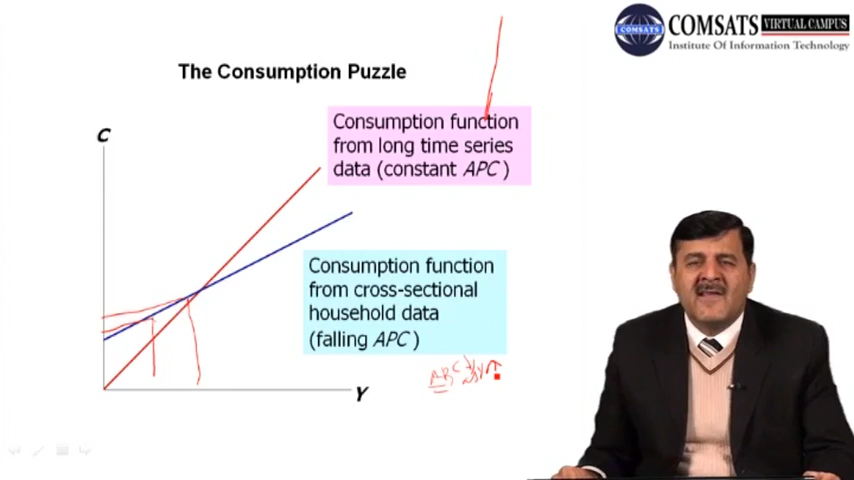 COMSATS
VIRTUAL CAMPUS
COMSATS
Institute Of Information Technology
The Consumption Puzzle
C
Consumption function
from long time series
data (constant APC )
Consumption function
from cross-sectional
household data
(falling APC )
Y